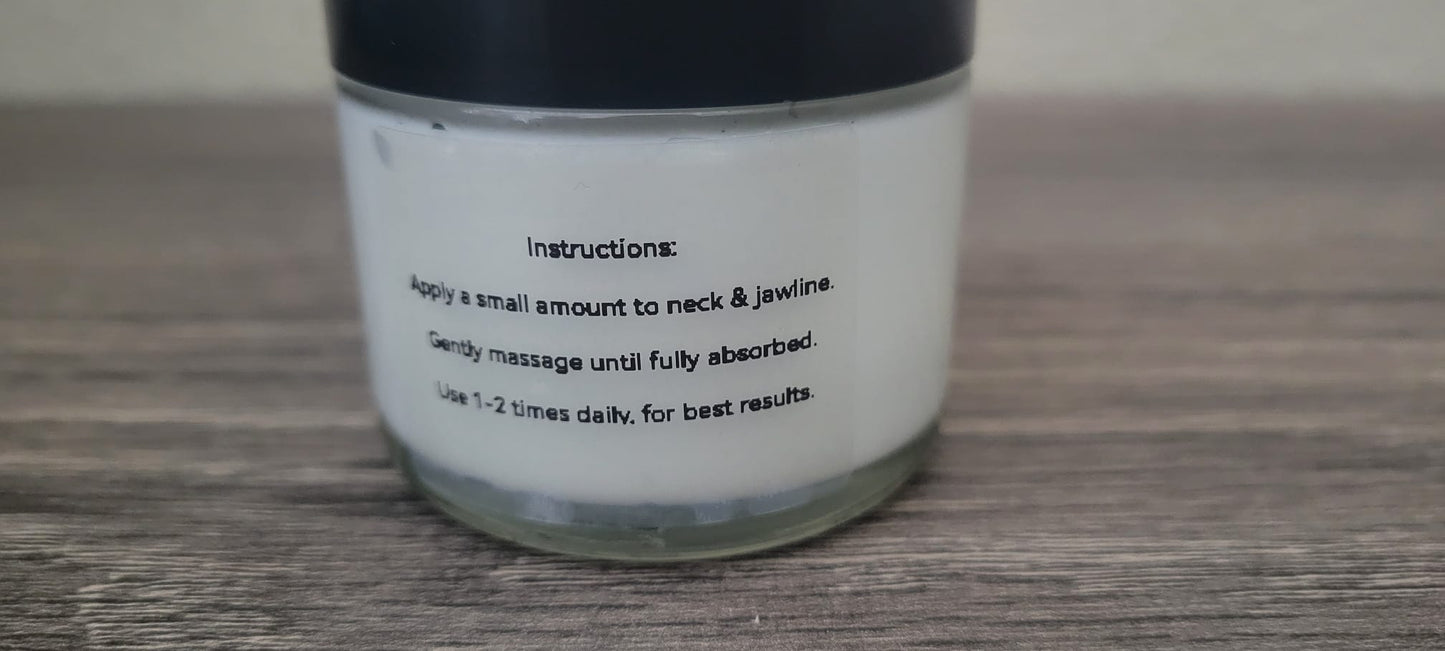 Instructions:
Apply a small amount to neck & jawline.
Gently massage until fully absorbed.
Use 1-2 times daily. for best results.